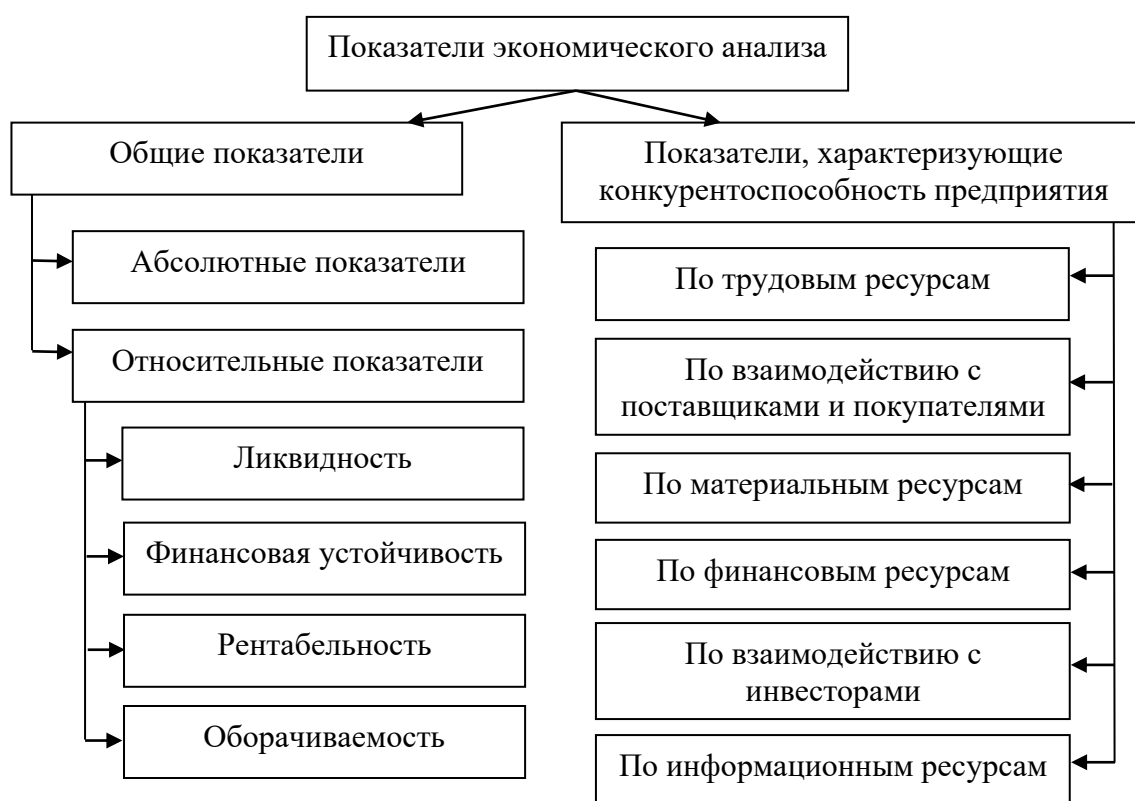 Показатели экономического анализа
Общие показатели
Абсолютные показатели
Относительные показатели
Ликвидность
Финансовая устойчивость
Рентабельность
Оборачиваемость
Показатели, характеризующие
конкурентоспособность предприятия
По трудовым ресурсам
По взаимодействию с
поставщиками и покупателями
По материальным ресурсам
По финансовым ресурсам
По взаимодействию с
инвесторами
По информационным ресурсам